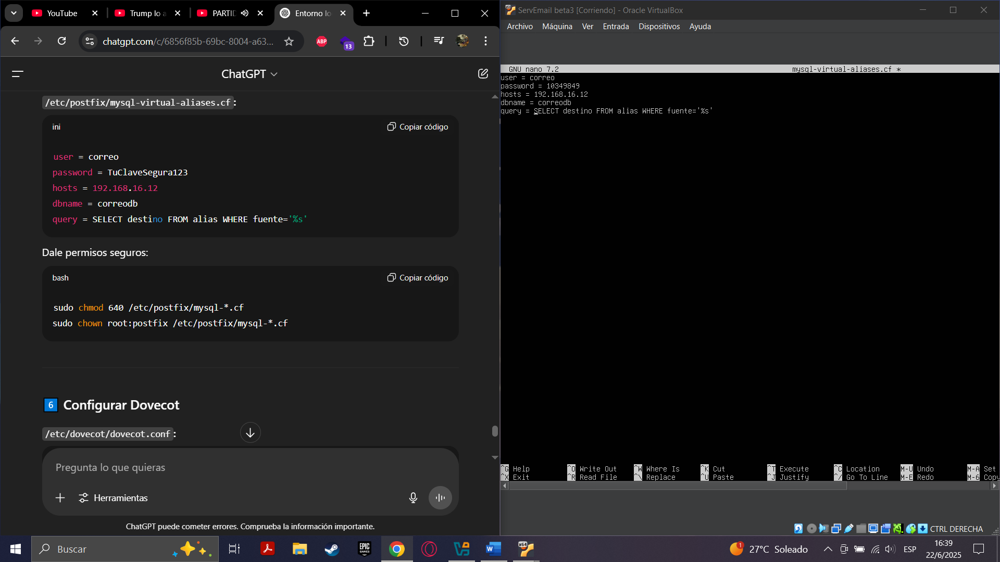 YouTube
Trump lo a
PARTID
Entorno lo
chatgpt.com/c/6856f85b-69bc-8004-a63...
ABP
13
ChatGPT
/etc/postfix/mysql-virtual-aliases.cf:
ini
Copiar código
user = correo
password = TuClaveSegura123
hosts = 192.168.16.12
dbname = correodb
query = SELECT destino FROM alias WHERE fuente='%s'
Dale permisos seguros:
bash
Copiar código
sudo chmod 640 /etc/postfix/mysql-*.cf
sudo chown root:postfix /etc/postfix/mysql-*.cf
6 Configurar Dovecot
/etc/dovecot/dovecot.conf:
Pregunta lo que quieras
Herramientas
ChatGPT puede cometer errores. Comprueba la información importante.
ServEmail beta3 [Corriendo] - Oracle VirtualBox
Archivo Máquina Ver Entrada Dispositivos Ayuda
GNU nano 7.2 mysql-virtual-aliases.cf *
user = correo
password = 10349849
hosts = 192.168.16.12
dbname = correodb
query = SELECT destino FROM alias WHERE fuente='%s'
^G Help ^O Write Out ^W Where Is ^K Cut ^T Execute ^C Location M-U Undo M-A Set
^X Exit ^R Read File ^\ Replace ^U Paste ^J Justify ^/ Go To Line M-E Redo M-6 Copy
CTRL DERECHA
Buscar
EPIC GAMES
W
X64
1
27°C Soleado
ESP
16:39
22/6/2025